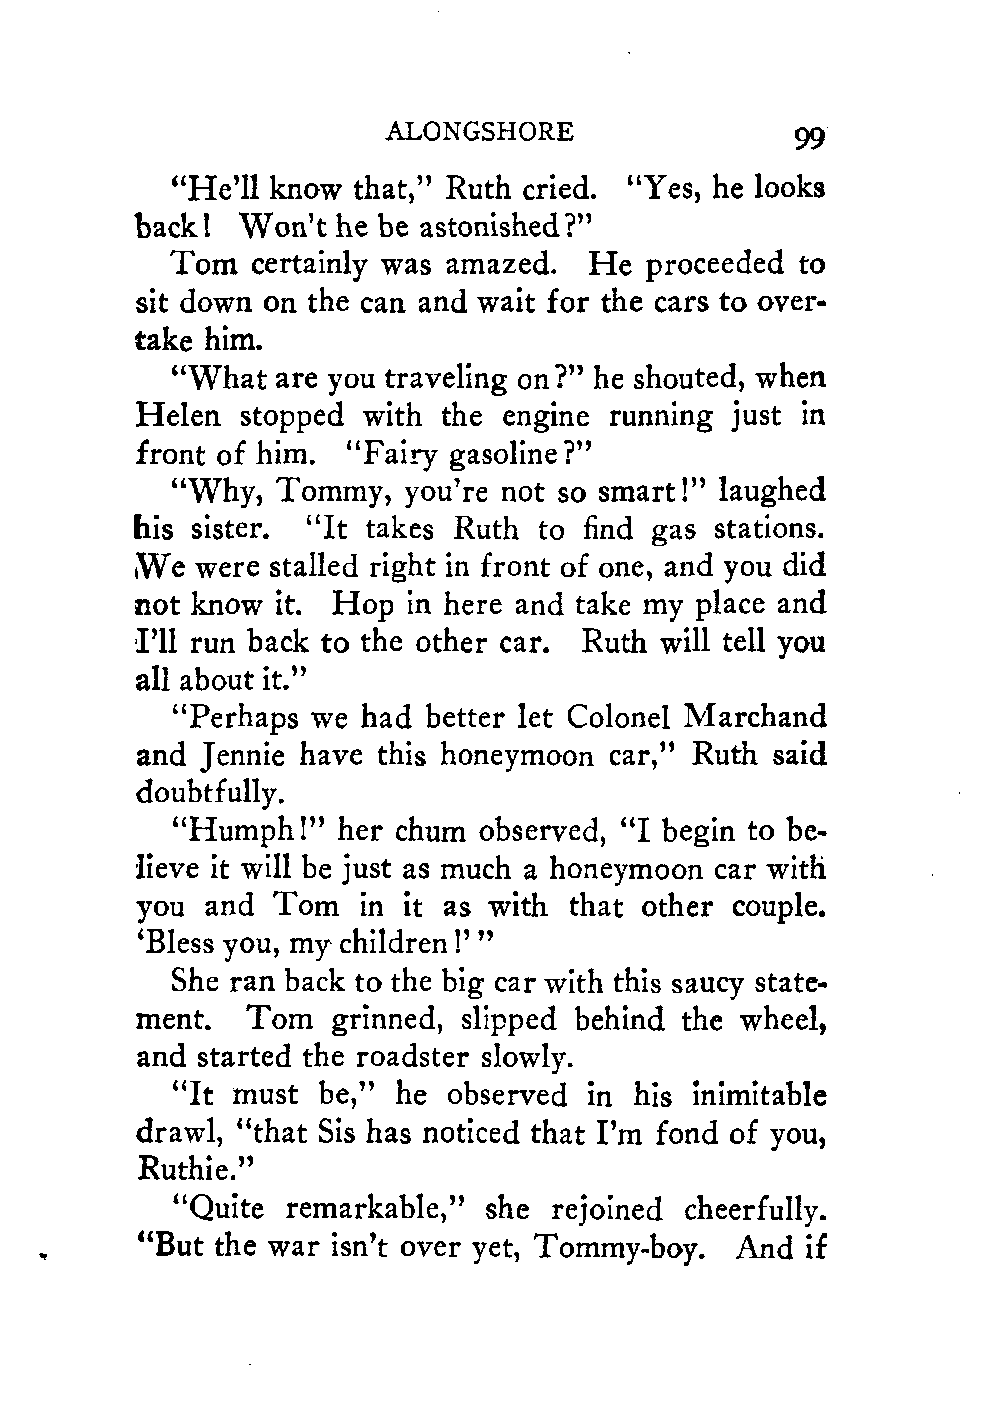 ALONGSHORE 99
“He’ll know that,” Ruth cried. “Yes, he looks
back! Won’t he be astonished?”
Tom certainly was amazed. He proceeded to
sit down on the can and wait for the cars to over-
take him.
“What are you traveling on?” he shouted, when
Helen stopped with the engine running just in
front of him. “Fairy gasoline?”
“Why, Tommy, you’re not so smart!” laughed
his sister. “It takes Ruth to find gas stations.
We were stalled right in front of one, and you did
not know it. Hop in here and take my place and
I’ll run back to the other car. Ruth will tell you
all about it.”
“Perhaps we had better let Colonel Marchand
and Jennie have this honeymoon car,” Ruth said
doubtfully.
“Humph!” her chum observed, “I begin to be-
lieve it will be just as much a honeymoon car with
you and Tom in it as with that other couple.
‘Bless you, my children!’ ”
She ran back to the big car with this saucy state-
ment. Tom grinned, slipped behind the wheel,
and started the roadster slowly.
“It must be,” he observed in his inimitable
drawl, “that Sis has noticed that I’m fond of you,
Ruthie.”
“Quite remarkable,” she rejoined cheerfully.
“But the war isn’t over yet, Tommy-boy. And if